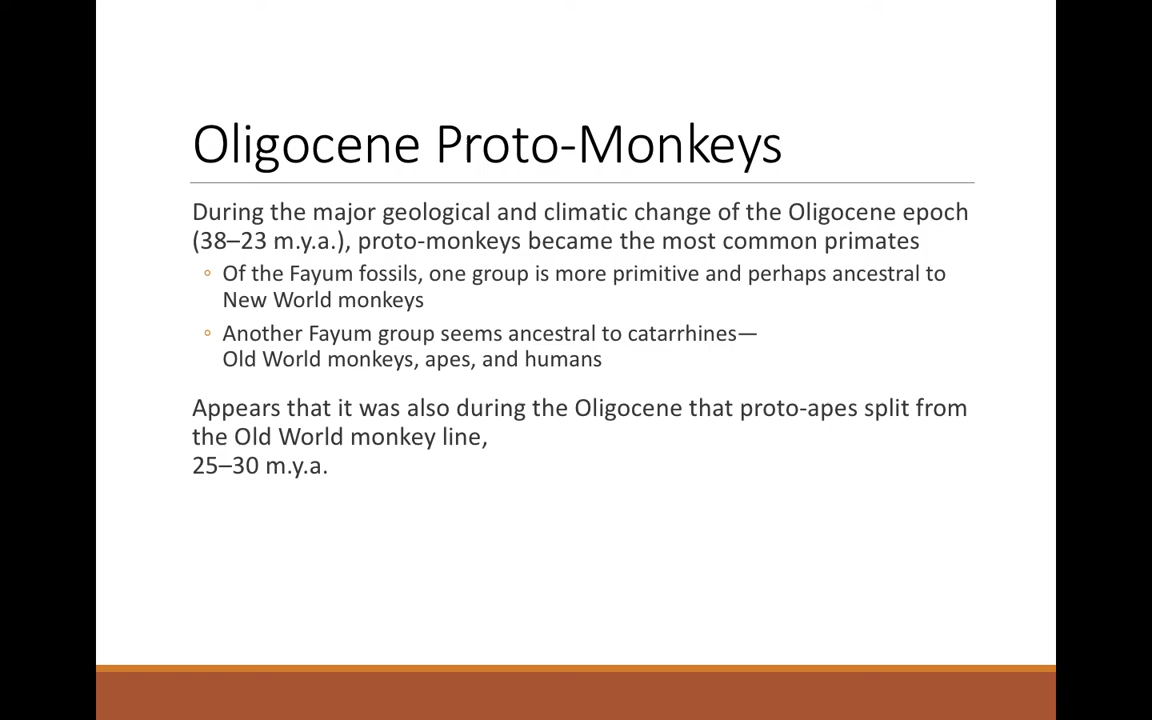 Oligocene Proto-Monkeys
During the major geological and climatic change of the Oligocene epoch
(38–23 m.y.a.), proto-monkeys became the most common primates
◦ Of the Fayum fossils, one group is more primitive and perhaps ancestral to
New World monkeys
◦ Another Fayum group seems ancestral to catarrhines—
Old World monkeys, apes, and humans
Appears that it was also during the Oligocene that proto-apes split from
the Old World monkey line,
25–30 m.y.a.